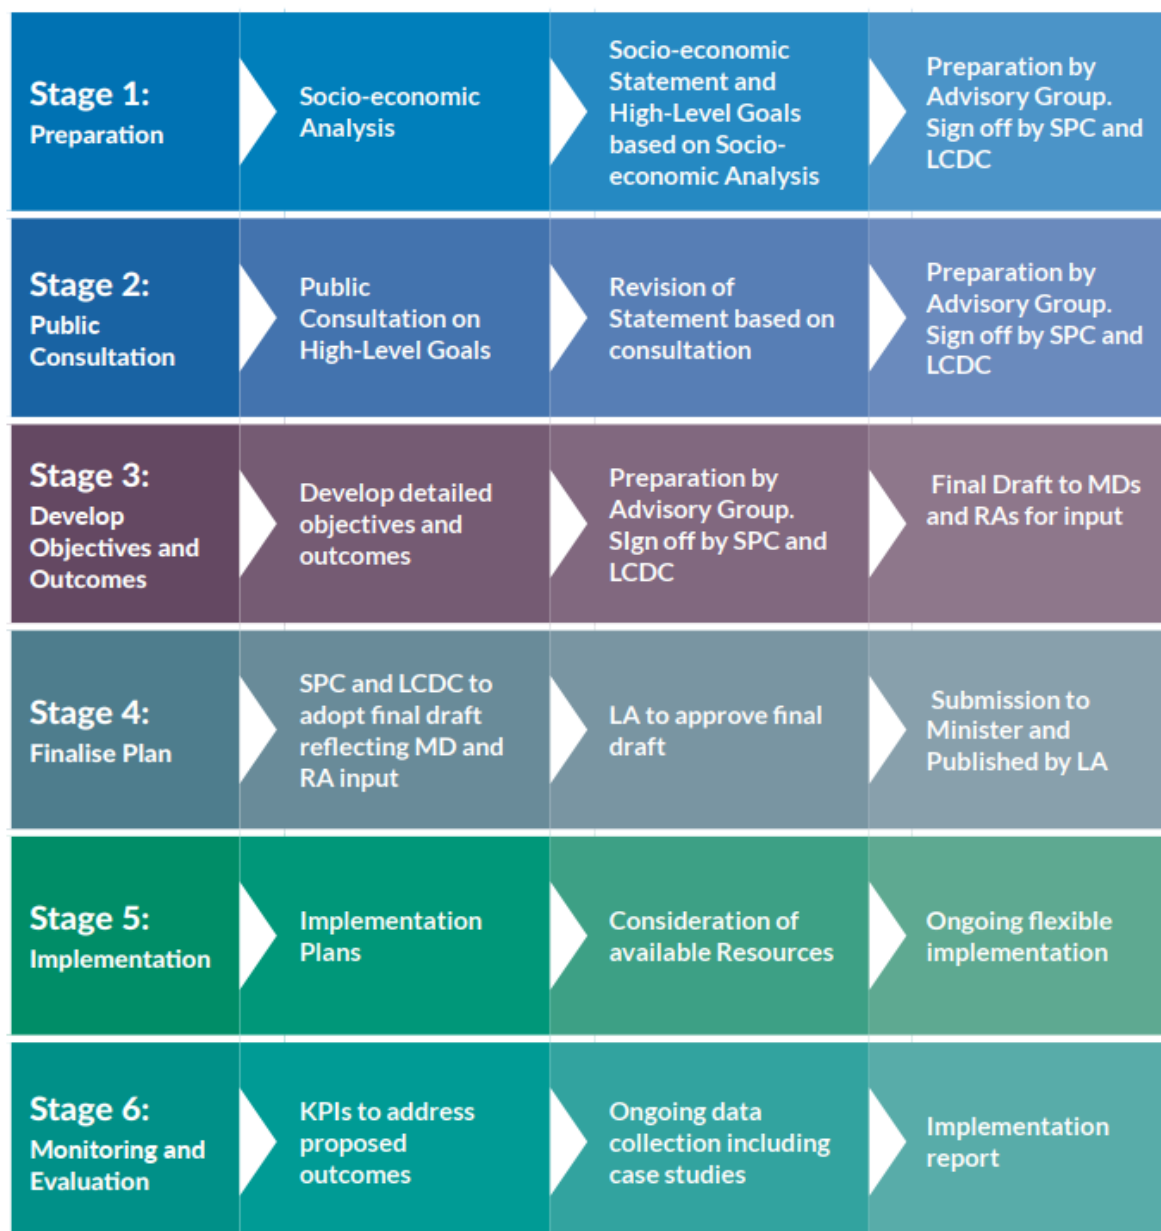 Stage 1:
Preparation
Socio-economic
Analysis
Socio-economic
Statement and
High-Level Goals
based on Socio-
economic Analysis
Preparation by
Advisory Group.
Sign off by SPC and
LCDC
Stage 2:
Public
Consultation
Public
Consultation on
High-Level Goals
Revision of
Statement based on
consultation
Preparation by
Advisory Group.
Sign off by SPC and
LCDC
Stage 3:
Develop
Objectives and
Outcomes
Develop detailed
objectives and
outcomes
Preparation by
Advisory Group.
SIgn off by SPC and
LCDC
Final Draft to MDs
and RAs for input
Stage 4:
Finalise Plan
SPC and LCDC to
adopt final draft
reflecting MD and
RA input
LA to approve final
draft
Submission to
Minister and
Published by LA
Stage 5:
Implementation
Implementation
Plans
Consideration of
available Resources
Ongoing flexible
implementation
Stage 6:
Monitoring and
Evaluation
KPIs to address
proposed
outcomes
Ongoing data
collection including
case studies
Implementation
report